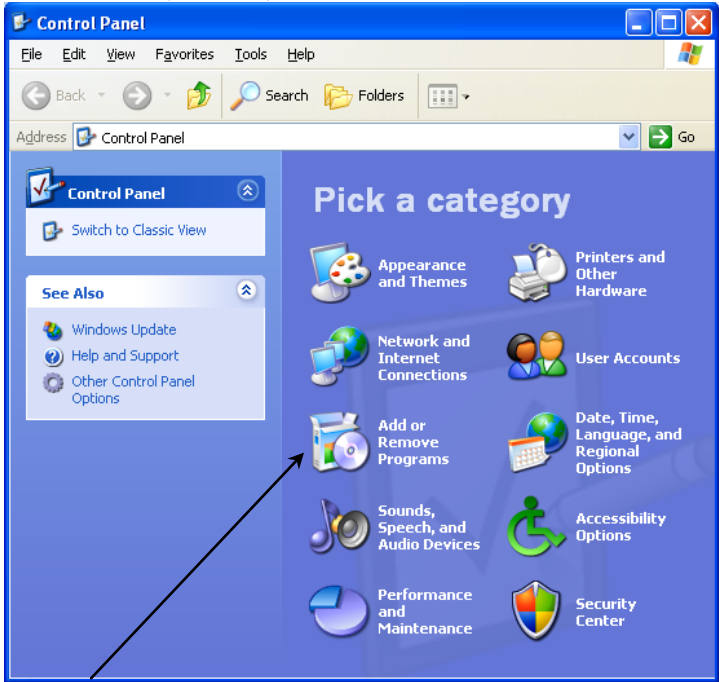 Control Panel
File Edit View Favorites Tools Help
Back Search Folders
Address Control Panel Go
Control Panel
Switch to Classic View
See Also
Windows Update
Help and Support
Other Control Panel
Options
Pick a category
Appearance
and Themes
Printers and
Other
Hardware
Network and
Internet
Connections
User Accounts
Add or
Remove
Programs
Date, Time,
Language, and
Regional
Options
Sounds,
Speech, and
Audio Devices
Accessibility
Options
Performance
and
Maintenance
Security
Center